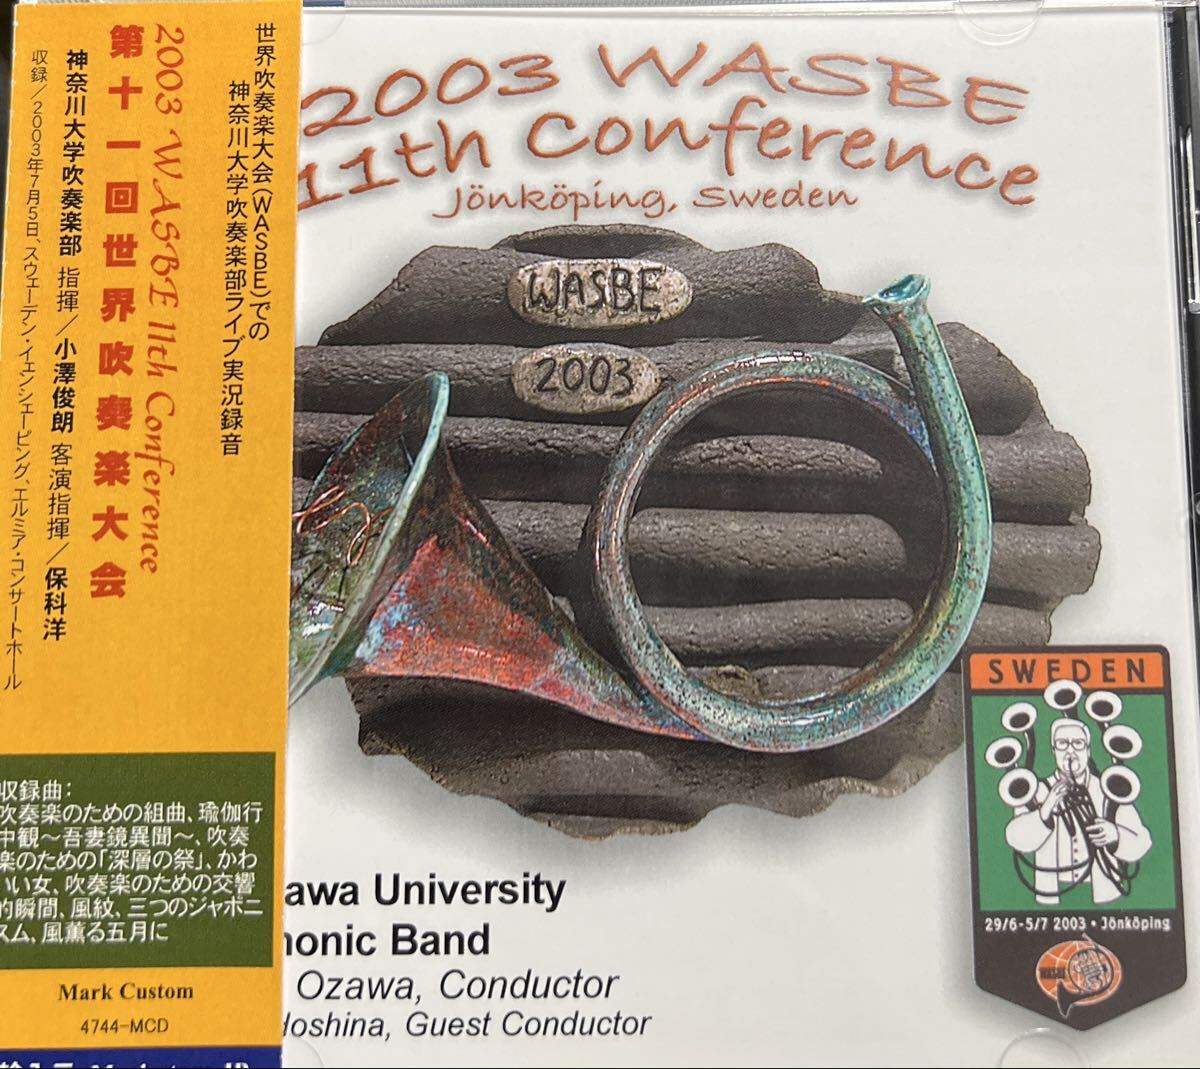 世界吹奏楽大会(WASBE)での
神奈川大学吹奏楽部ライブ実況録音
2003 WASBE 11th Conference
第十一回世界吹奏楽大会
神奈川大学吹奏楽部 指揮/小澤俊朗 客演指揮/保科洋
収録/2003年7月5日、スウェーデン・イェンシェーピング、エルミア・コンサートホール
収録曲:
吹奏楽のための組曲、瑜伽行
中観~吾妻鏡異聞~、吹奏
楽のための「深層の祭」、かわ
いい女、吹奏楽のための交響
的瞬間、風紋、三つのジャポニ
スム、風薫る五月に
Mark Custom
4744-MCD
2003 WASBE
11th Conference
Jönköping, Sweden
WASBE
2003
SWEDEN
29/6-5/7 2003 • Jönköping
WASBE
awa University
honic Band
Ozawa, Conductor
Hoshina, Guest Conductor